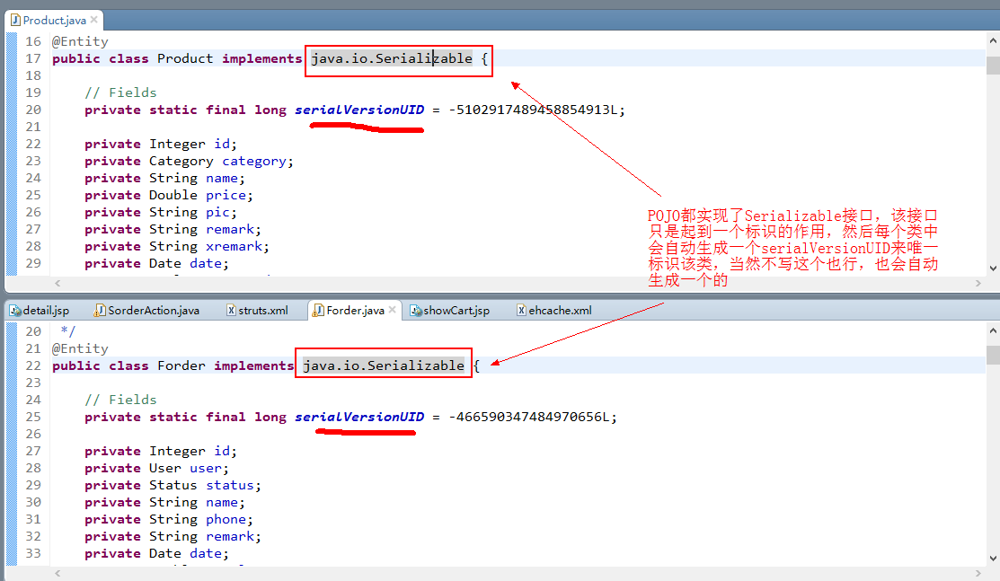 Product.java
16 @Entity
17 public class Product implements java.io.Serializable {
18
19 // Fields
20 private static final long serialVersionUID = -5102917489458854913L;
21
22 private Integer id;
23 private Category category;
24 private String name;
25 private Double price;
26 private String pic;
27 private String remark;
28 private String xremark;
29 private Date date;
POJO都实现了Serializable接口，该接口
只是起到一个标识的作用，然后每个类中
会自动生成一个serialVersionUID来唯一
标识该类，当然不写这个也行，也会自动
生成一个的
detail.jsp SorderAction.java struts.xml Forder.java showCart.jsp ehcache.xml
20 */
21 @Entity
22 public class Forder implements java.io.Serializable {
23
24 // Fields
25 private static final long serialVersionUID = -466590347484970656L;
26
27 private Integer id;
28 private User user;
29 private Status status;
30 private String name;
31 private String phone;
32 private String remark;
33 private Date date;